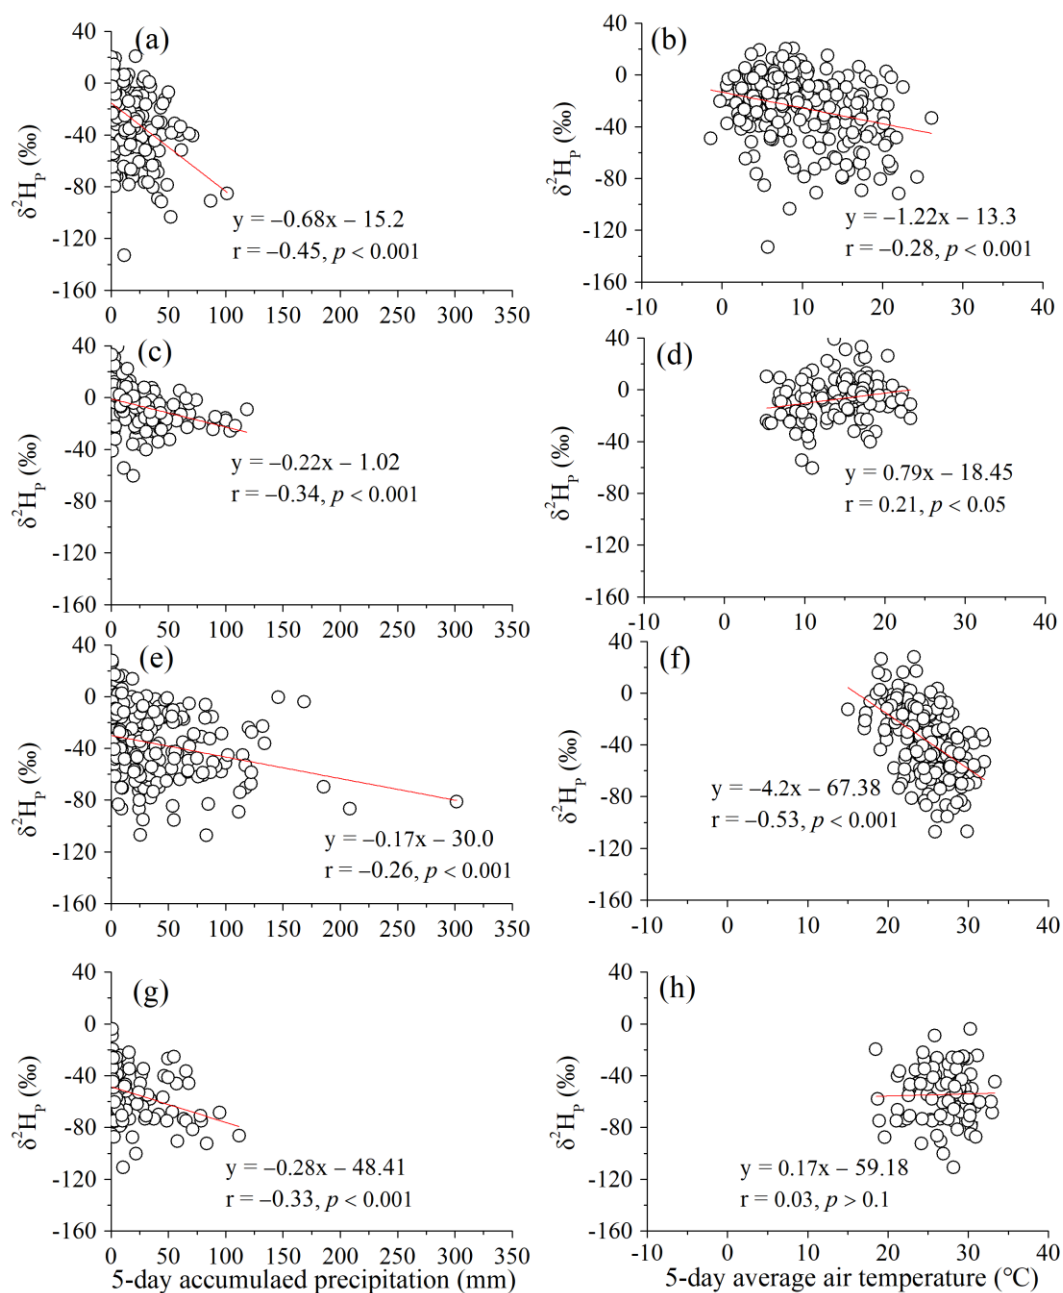 (a)
40
0
-40
-80
-120
-160
δ²H_P (‰)
y = –0.68x – 15.2
r = –0.45, p < 0.001
0 50 100 150 200 250 300 350
(b)
40
0
-40
-80
-120
-160
δ²H_P (‰)
y = –1.22x – 13.3
r = –0.28, p < 0.001
-10 0 10 20 30 40
(c)
40
0
-40
-80
-120
-160
δ²H_P (‰)
y = –0.22x – 1.02
r = –0.34, p < 0.001
0 50 100 150 200 250 300 350
(d)
40
0
-40
-80
-120
-160
δ²H_P (‰)
y = 0.79x – 18.45
r = 0.21, p < 0.05
-10 0 10 20 30 40
(e)
40
0
-40
-80
-120
-160
δ²H_P (‰)
y = –0.17x – 30.0
r = –0.26, p < 0.001
0 50 100 150 200 250 300 350
(f)
40
0
-40
-80
-120
-160
δ²H_P (‰)
y = –4.2x – 67.38
r = –0.53, p < 0.001
-10 0 10 20 30 40
(g)
40
0
-40
-80
-120
-160
δ²H_P (‰)
y = –0.28x – 48.41
r = –0.33, p < 0.001
0 50 100 150 200 250 300 350
5-day accumulaed precipitation (mm)
(h)
40
0
-40
-80
-120
-160
δ²H_P (‰)
y = 0.17x – 59.18
r = 0.03, p > 0.1
-10 0 10 20 30 40
5-day average air temperature (℃)